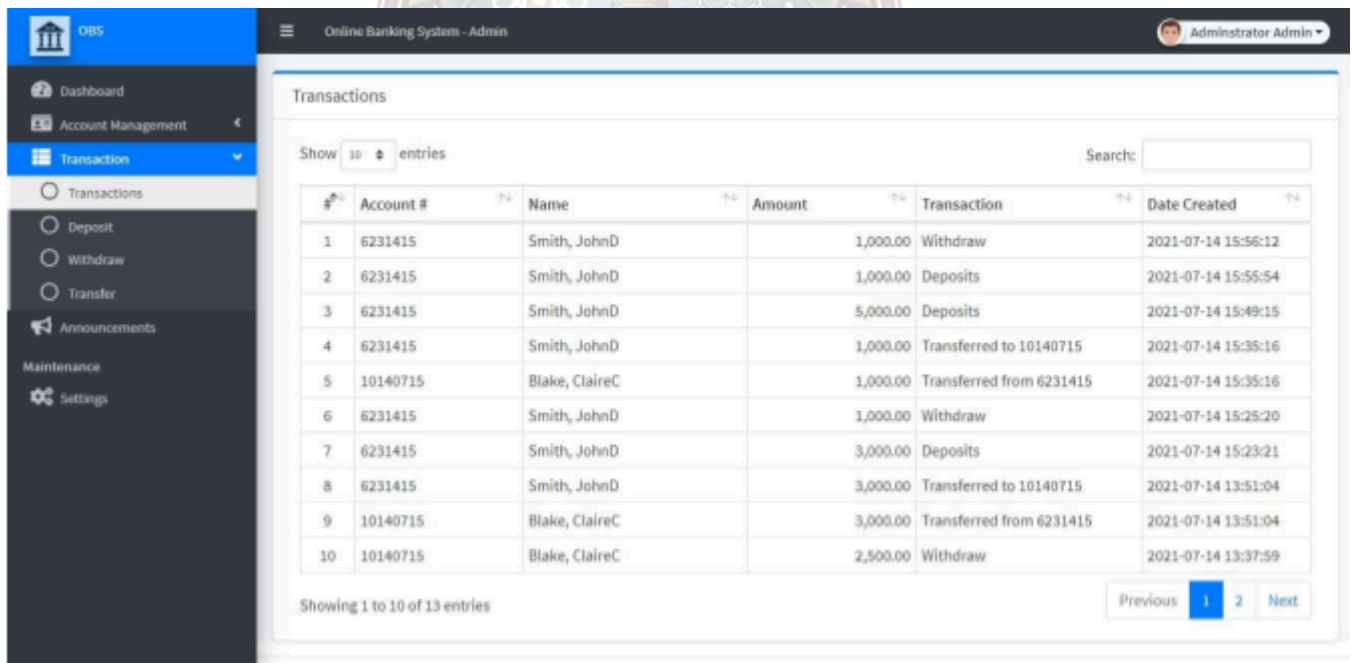 OBS
Online Banking System - Admin
Adminstrator Admin
Dashboard
Account Management
Transaction
Transactions
Deposit
Withdraw
Transfer
Announcements
Maintenance
Settings
Transactions
Show 10 entries
Search:
# Account # Name Amount Transaction Date Created
1 6231415 Smith, JohnD 1,000.00 Withdraw 2021-07-14 15:56:12
2 6231415 Smith, JohnD 1,000.00 Deposits 2021-07-14 15:55:54
3 6231415 Smith, JohnD 5,000.00 Deposits 2021-07-14 15:49:15
4 6231415 Smith, JohnD 1,000.00 Transferred to 10140715 2021-07-14 15:35:16
5 10140715 Blake, ClaireC 1,000.00 Transferred from 6231415 2021-07-14 15:35:16
6 6231415 Smith, JohnD 1,000.00 Withdraw 2021-07-14 15:25:20
7 6231415 Smith, JohnD 3,000.00 Deposits 2021-07-14 15:23:21
8 6231415 Smith, JohnD 3,000.00 Transferred to 10140715 2021-07-14 13:51:04
9 10140715 Blake, ClaireC 3,000.00 Transferred from 6231415 2021-07-14 13:51:04
10 10140715 Blake, ClaireC 2,500.00 Withdraw 2021-07-14 13:37:59
Showing 1 to 10 of 13 entries
Previous 1 2 Next